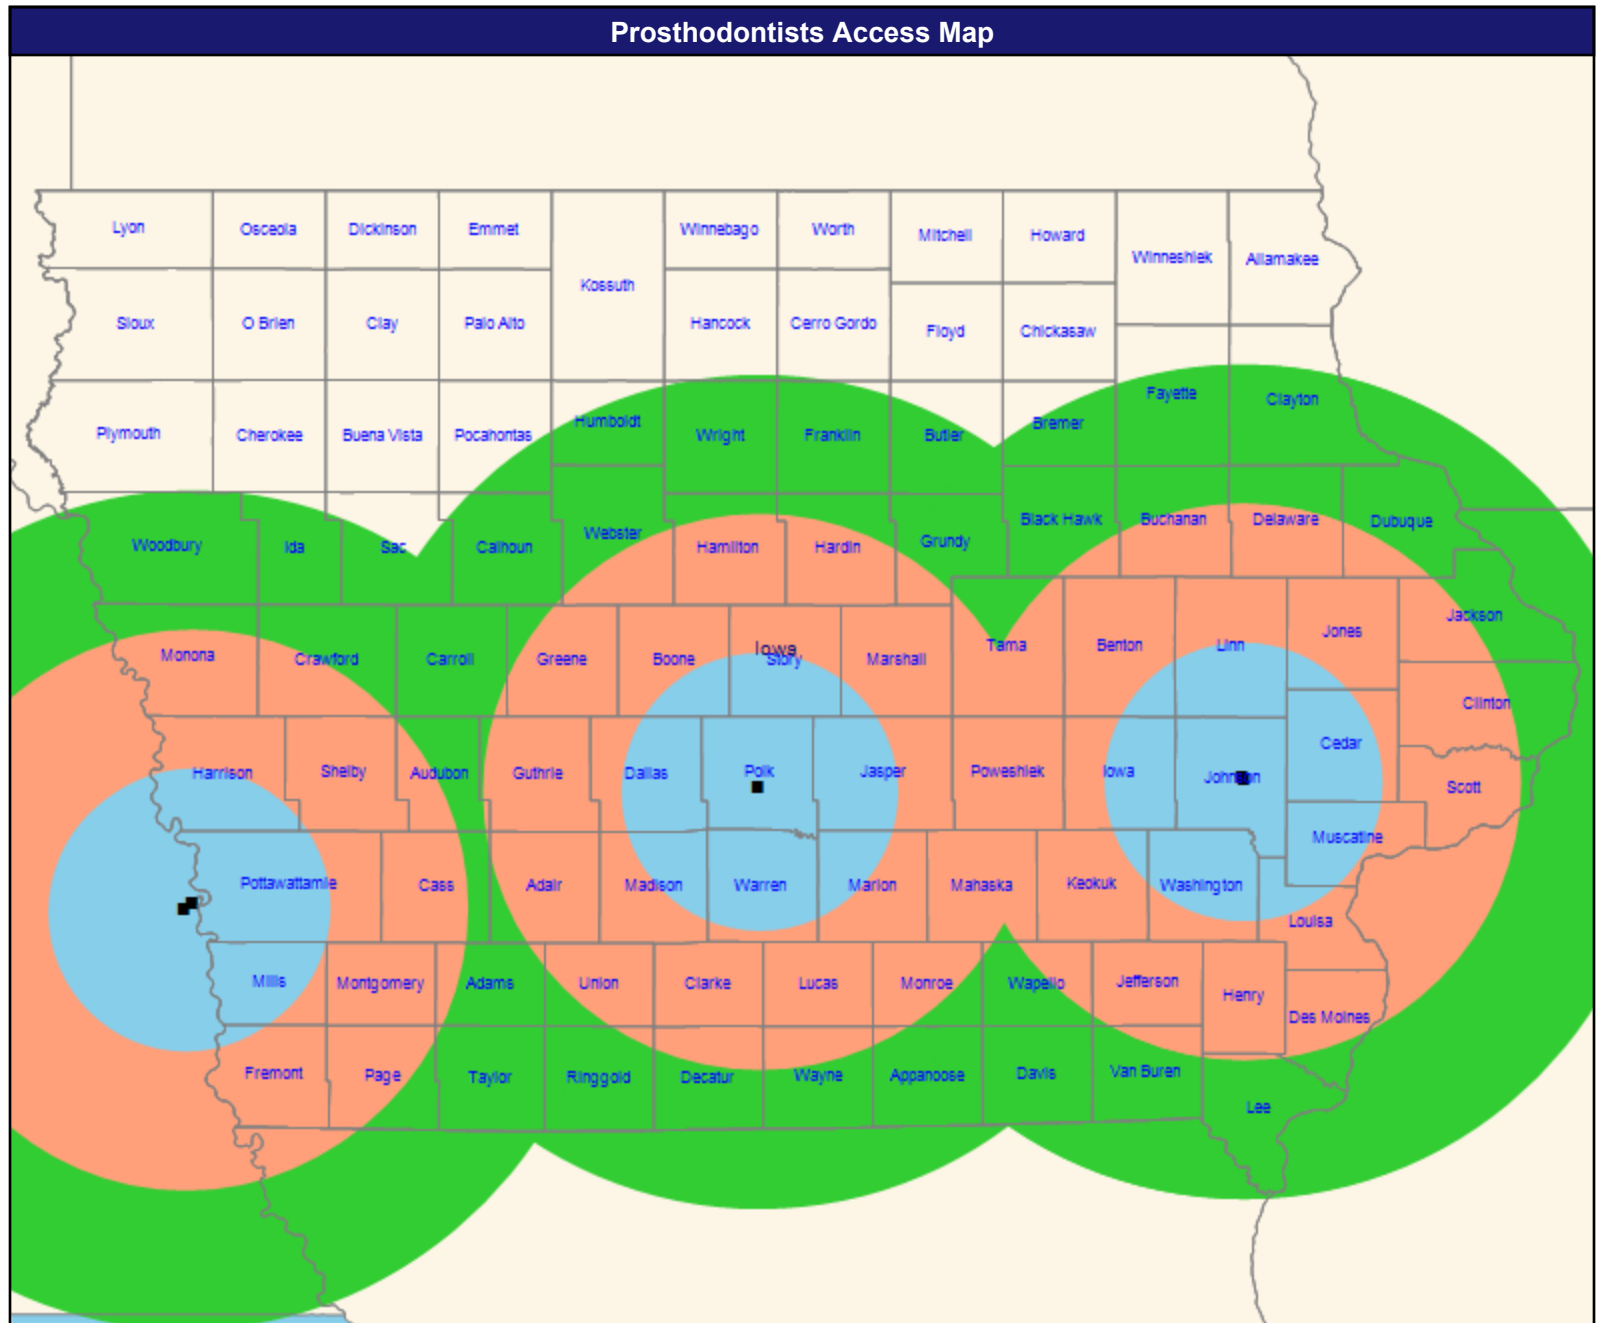 Prosthodontists Access Map
Lyon Osceola Dickinson Emmet Winnebago Worth Mitchell Howard
Winneshiek Allamakee
Kossuth
Sioux O Brien Clay Palo Alto Hancock Cerro Gordo Floyd Chickasaw
Fayette Clayton
Plymouth Cherokee Buena Vista Pocahontas Humboldt Wright Franklin Butler Bremer
Woodbury Ida Sac Calhoun Webster Hamilton Hardin Grundy Black Hawk Buchanan Delaware Dubuque
Iowa
Monona Crawford Carroll Greene Boone Story Marshall Tama Benton Linn Jones Jackson
Clinton
Harrison Shelby Audubon Guthrie Dallas Polk Jasper Poweshiek Iowa Johnson Cedar Scott
Muscatine
Pottawattamie Cass Adair Madison Warren Marion Mahaska Keokuk Washington
Louisa
Mills Montgomery Adams Union Clarke Lucas Monroe Wapello Jefferson Henry
Des Moines
Fremont Page Taylor Ringgold Decatur Wayne Appanoose Davis Van Buren
Lee